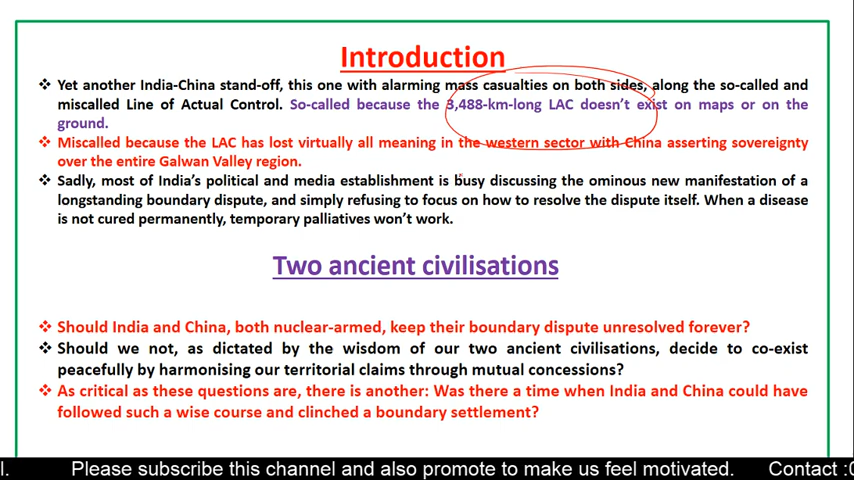 Introduction
❖ Yet another India-China stand-off, this one with alarming mass casualties on both sides, along the so-called and
miscalled Line of Actual Control. So-called because the 3,488-km-long LAC doesn't exist on maps or on the
ground.
❖ Miscalled because the LAC has lost virtually all meaning in the western sector with China asserting sovereignty
over the entire Galwan Valley region.
❖ Sadly, most of India's political and media establishment is busy discussing the ominous new manifestation of a
longstanding boundary dispute, and simply refusing to focus on how to resolve the dispute itself. When a disease
is not cured permanently, temporary palliatives won't work.
Two ancient civilisations
❖ Should India and China, both nuclear-armed, keep their boundary dispute unresolved forever?
❖ Should we not, as dictated by the wisdom of our two ancient civilisations, decide to co-exist
peacefully by harmonising our territorial claims through mutual concessions?
❖ As critical as these questions are, there is another: Was there a time when India and China could have
followed such a wise course and clinched a boundary settlement?
l. Please subscribe this channel and also promote to make us feel motivated. Contact :